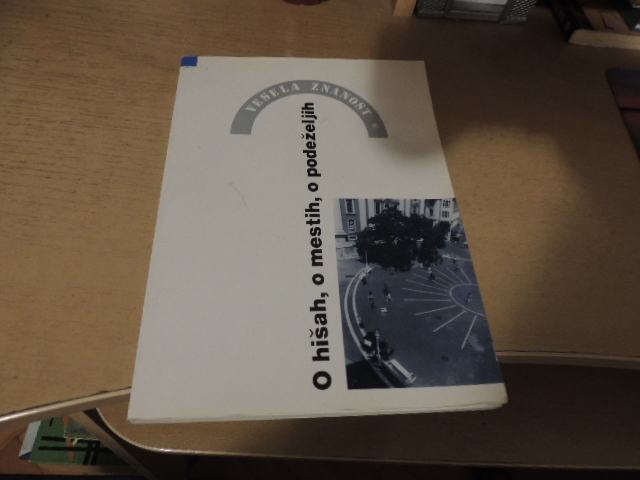 VESELA ZNANOST
O hišah, o mestih, o podeželjih